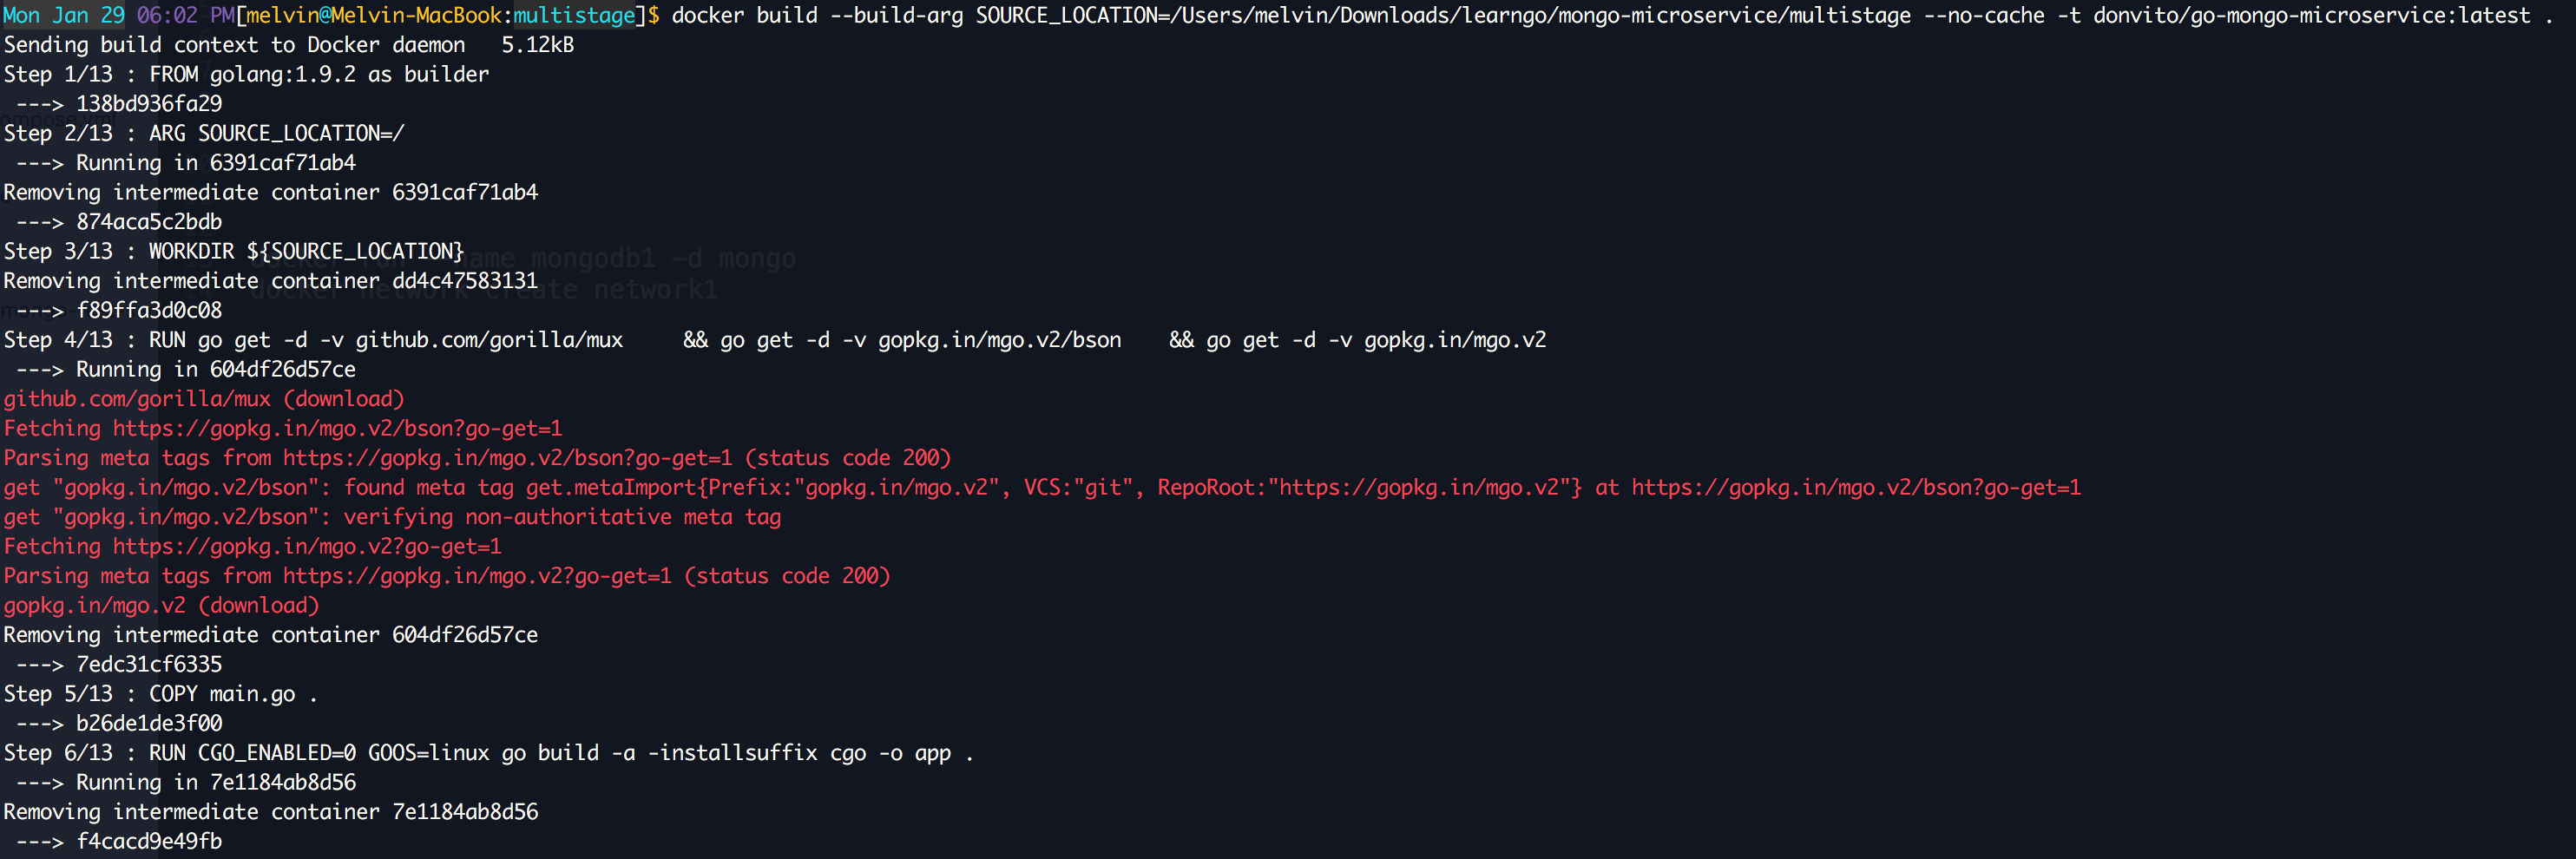 Mon Jan 29 06:02 PM[melvin@Melvin-MacBook:multistage]$ docker build --build-arg SOURCE_LOCATION=/Users/melvin/Downloads/learngo/mongo-microservice/multistage --no-cache -t donvito/go-mongo-microservice:latest .
Sending build context to Docker daemon   5.12kB
Step 1/13 : FROM golang:1.9.2 as builder
 ---> 138bd936fa29
ompose.yml
Step 2/13 : ARG SOURCE_LOCATION=/
 ---> Running in 6391caf71ab4
Removing intermediate container 6391caf71ab4
 ---> 874aca5c2bdb
Step 3/13 : WORKDIR ${SOURCE_LOCATION}
name mongodb1 -d mongo
Removing intermediate container dd4c47583131
docker network create network1
 ---> f89ffa3d0c08
Step 4/13 : RUN go get -d -v github.com/gorilla/mux     && go get -d -v gopkg.in/mgo.v2/bson    && go get -d -v gopkg.in/mgo.v2
 ---> Running in 604df26d57ce
github.com/gorilla/mux (download)
Fetching https://gopkg.in/mgo.v2/bson?go-get=1
Parsing meta tags from https://gopkg.in/mgo.v2/bson?go-get=1 (status code 200)
get "gopkg.in/mgo.v2/bson": found meta tag get.metaImport{Prefix:"gopkg.in/mgo.v2", VCS:"git", RepoRoot:"https://gopkg.in/mgo.v2"} at https://gopkg.in/mgo.v2/bson?go-get=1
get "gopkg.in/mgo.v2/bson": verifying non-authoritative meta tag
Fetching https://gopkg.in/mgo.v2?go-get=1
Parsing meta tags from https://gopkg.in/mgo.v2?go-get=1 (status code 200)
gopkg.in/mgo.v2 (download)
Removing intermediate container 604df26d57ce
 ---> 7edc31cf6335
Step 5/13 : COPY main.go .
 ---> b26de1de3f00
Step 6/13 : RUN CGO_ENABLED=0 GOOS=linux go build -a -installsuffix cgo -o app .
 ---> Running in 7e1184ab8d56
Removing intermediate container 7e1184ab8d56
 ---> f4cacd9e49fb